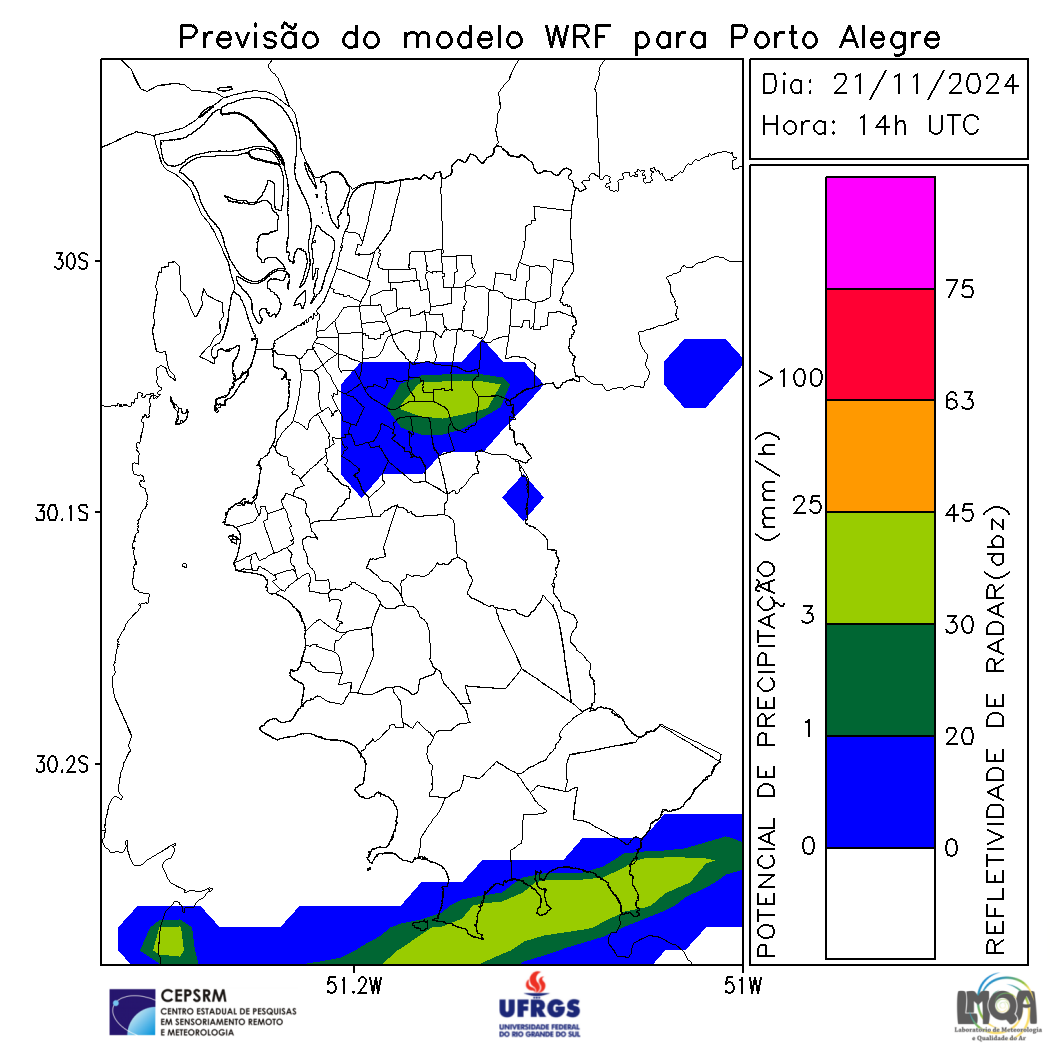 Previsão do modelo WRF para Porto Alegre
Dia: 21/11/2024
Hora: 14h UTC
30S
30.1S
30.2S
51.2W
51W
POTENCIAL DE PRECIPITAÇÃO (mm/h)
>100
25
3
1
0
75
63
45
30
20
0
REFLETIVIDADE DE RADAR(dbz)
CEPSRM
CENTRO ESTADUAL DE PESQUISAS
EM SENSORIAMENTO REMOTO
E METEOROLOGIA
UFRGS
UNIVERSIDADE FEDERAL
DO RIO GRANDE DO SUL
LMQA
Laboratório de Meteorologia
e Qualidade do Ar